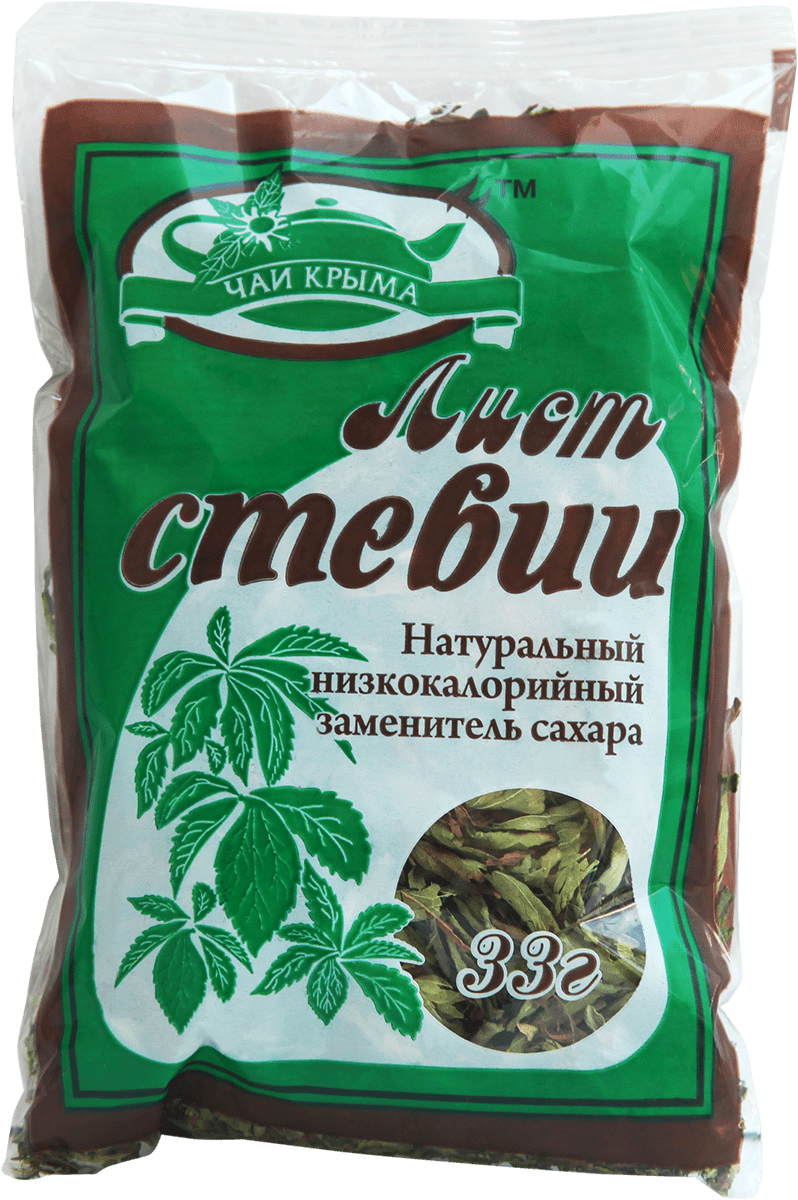 ЧАИ КРЫМА
TM
Лист
стевии
Натуральный
низкокалорийный
заменитель сахара
33г